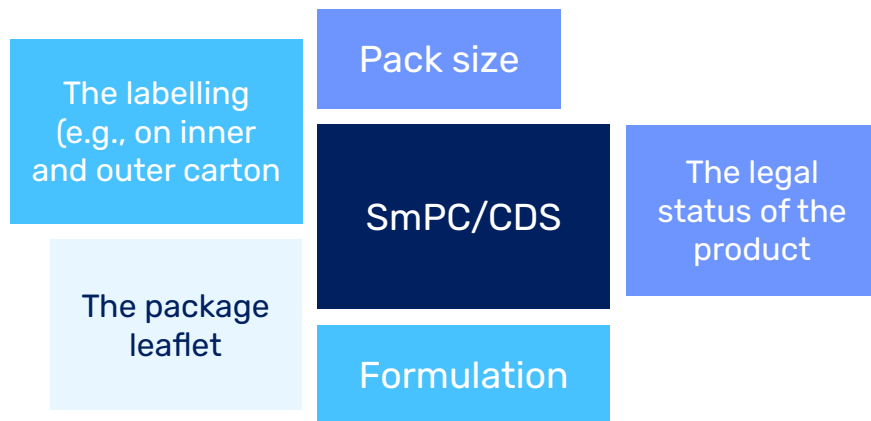 Pack size
The labelling
(e.g., on inner
and outer carton
SmPC/CDS
The legal
status of the
product
The package
leaflet
Formulation